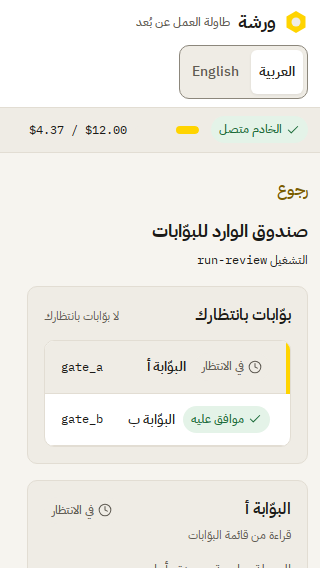 ورشة طاولة العمل عن بُعد
العربية English
الخادم متصل $4.37 / $12.00
رجوع
صندوق الوارد للبوّابات
التشغيل run-review
بوّابات بانتظارك لا بوّابات بانتظارك
في الانتظار البوّابة أ gate_a
موافق عليه البوّابة ب gate_b
البوّابة أ في الانتظار
قراءة من قائمة البوّابات